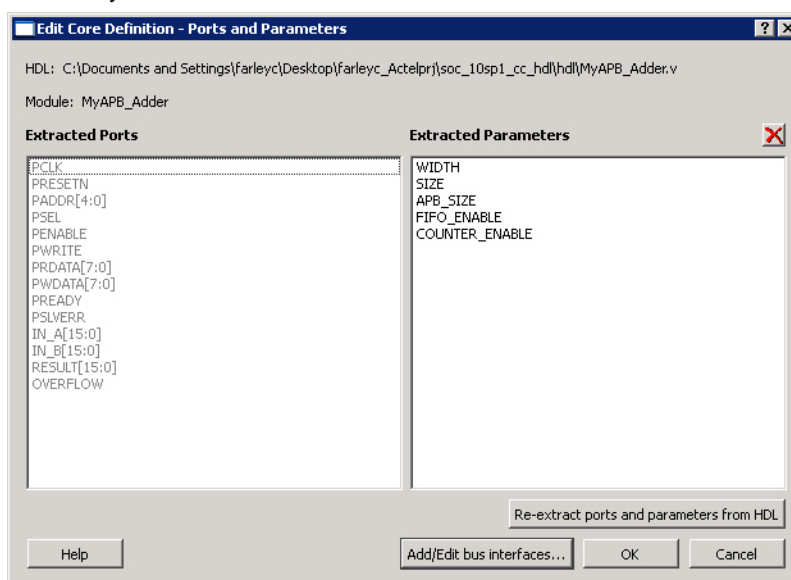 Edit Core Definition - Ports and Parameters
HDL: C:\Documents and Settings\farleyc\Desktop\farleyc_Actelprj\soc_10sp1_cc_hdl\hdl\MyAPB_Adder.v
Module: MyAPB_Adder
Extracted Ports
PCLK
PRESETN
PADDR[4:0]
PSEL
PENABLE
PWRITE
PRDATA[7:0]
PWDATA[7:0]
PREADY
PSLVERR
IN_A[15:0]
IN_B[15:0]
RESULT[15:0]
OVERFLOW
Extracted Parameters
WIDTH
SIZE
APB_SIZE
FIFO_ENABLE
COUNTER_ENABLE
Re-extract ports and parameters from HDL
Help
Add/Edit bus interfaces...
OK
Cancel